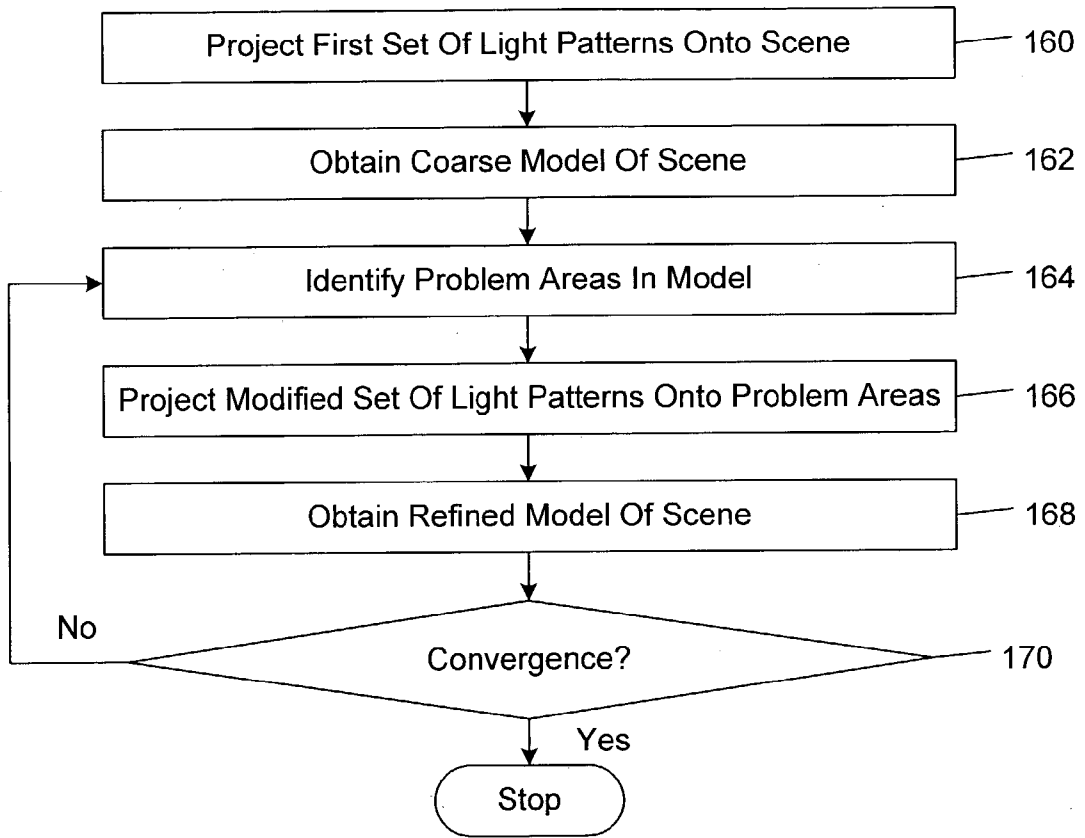 Project First Set Of Light Patterns Onto Scene
160
Obtain Coarse Model Of Scene
162
Identify Problem Areas In Model
164
Project Modified Set Of Light Patterns Onto Problem Areas
166
Obtain Refined Model Of Scene
168
No
Convergence?
170
Yes
Stop